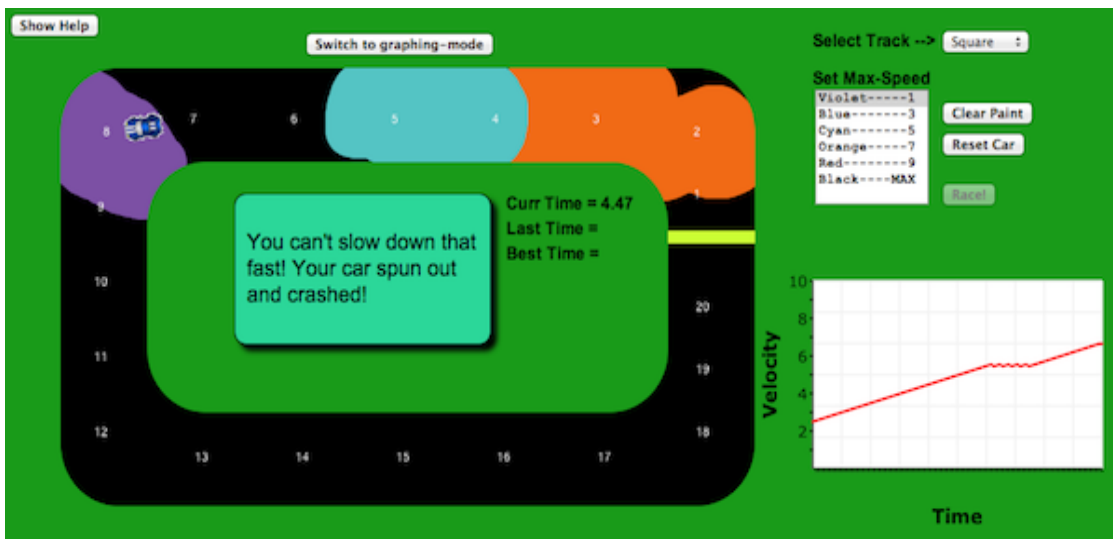 Show Help
Switch to graphing-mode
Select Track --> Square
Set Max-Speed
Violet-----1
Blue-------3
Cyan-------5
Orange-----7
Red--------9
Black----MAX
Clear Paint
Reset Car
Race!
8
7
6
5
4
3
2
1
9
10
11
12
13
14
15
16
17
18
19
20
Curr Time = 4.47
Last Time =
Best Time =
You can't slow down that
fast! Your car spun out
and crashed!
10
8
6
4
2
Velocity
Time